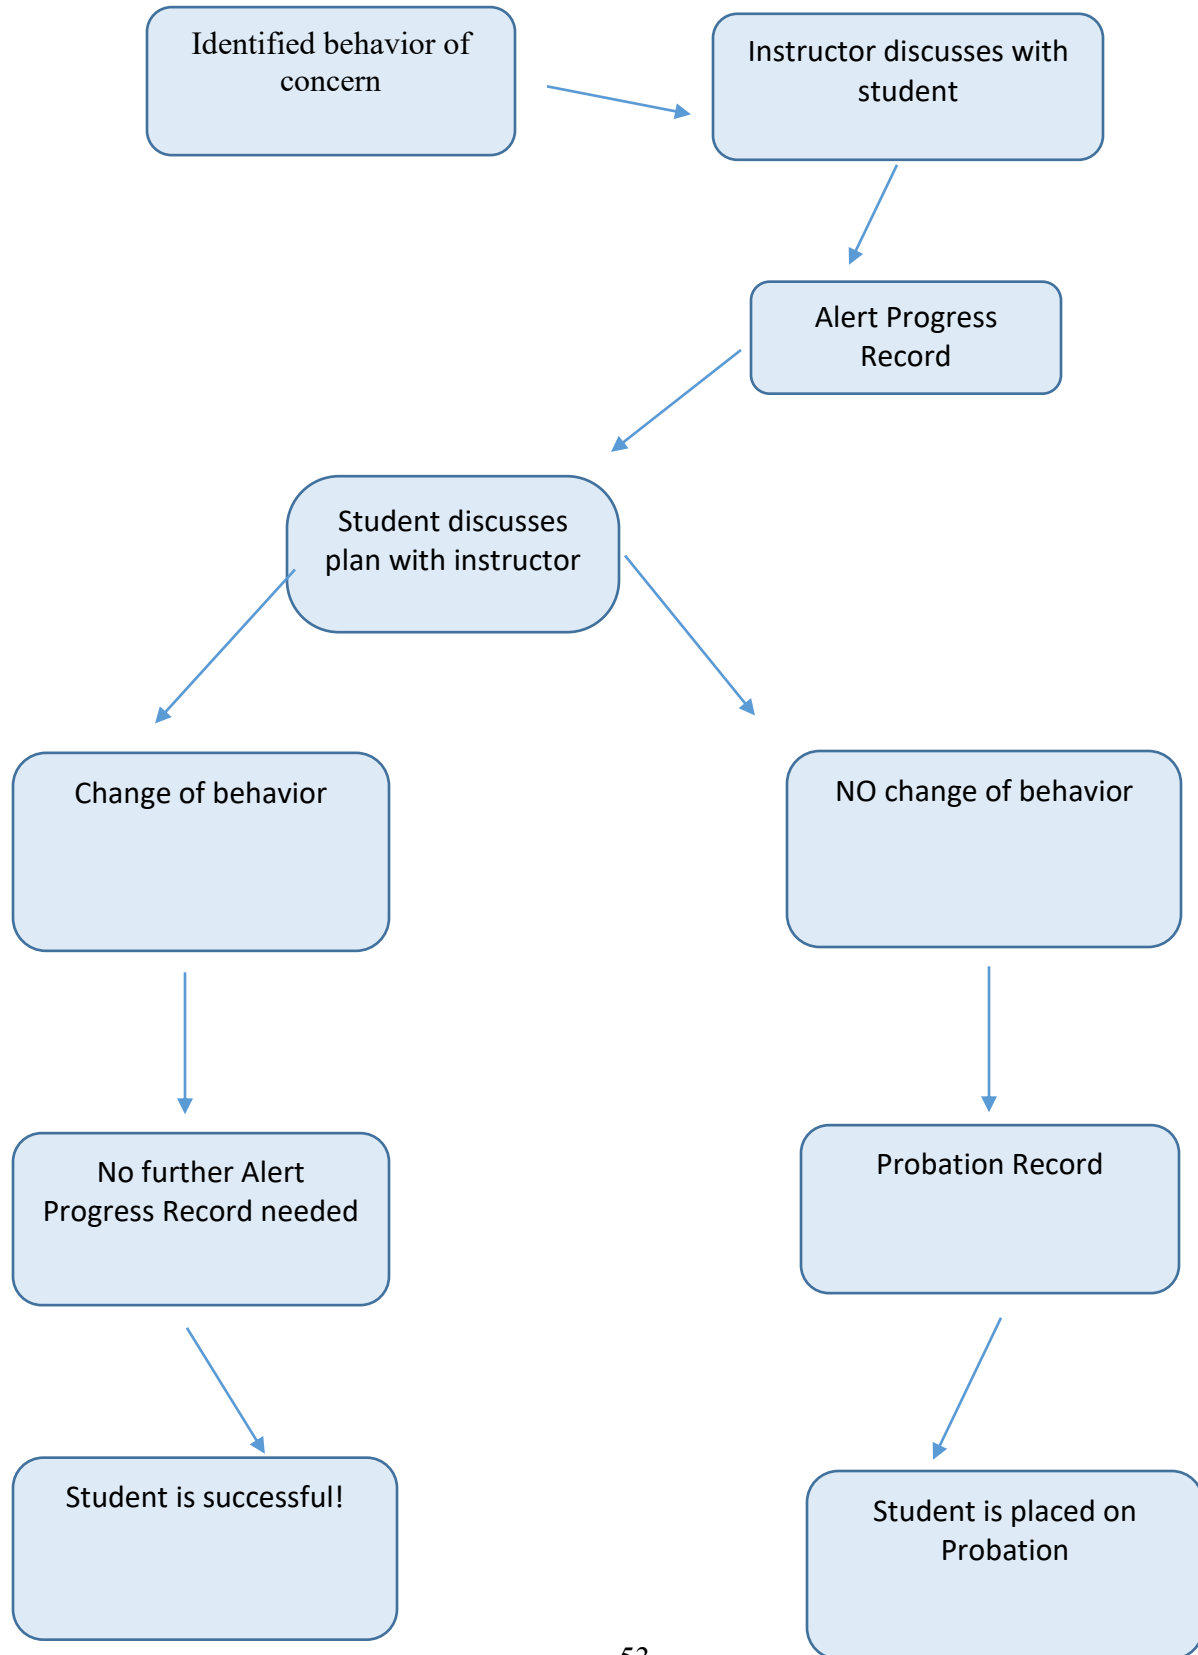 Identified behavior of
concern
Instructor discusses with
student
Alert Progress
Record
Student discusses
plan with instructor
Change of behavior
NO change of behavior
No further Alert
Progress Record needed
Probation Record
Student is successful!
Student is placed on
Probation